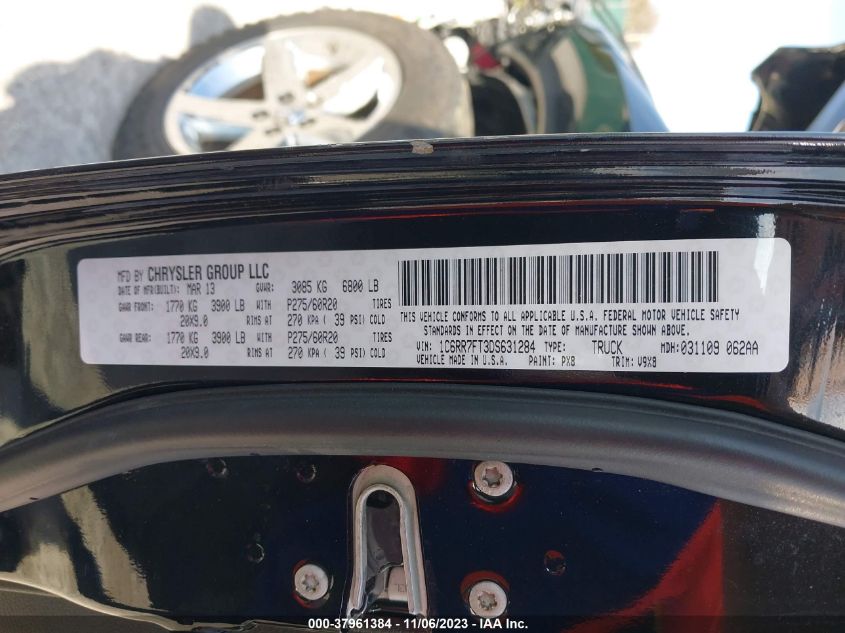 MFD BY CHRYSLER GROUP LLC
DATE OF MFR(BUILT): MAR 13 GVWR: 3085 KG 6800 LB
GAWR FRONT: 1770 KG 3900 LB WITH P275/60R20 TIRES
20X9.0 RIMS AT 270 KPA ( 39 PSI) COLD
GAWR REAR: 1770 KG 3900 LB WITH P275/60R20 TIRES
20X9.0 RIMS AT 270 KPA ( 39 PSI) COLD
THIS VEHICLE CONFORMS TO ALL APPLICABLE U.S.A. FEDERAL MOTOR VEHICLE SAFETY
STANDARDS IN EFFECT ON THE DATE OF MANUFACTURE SHOWN ABOVE.
VIN: 1C6RR7FT3DS631284 TYPE: TRUCK MDH: 031109 062AA
VEHICLE MADE IN U.S.A. PAINT: PX8 TRIM: V9X8
000-37961384 - 11/06/2023 - IAA Inc.